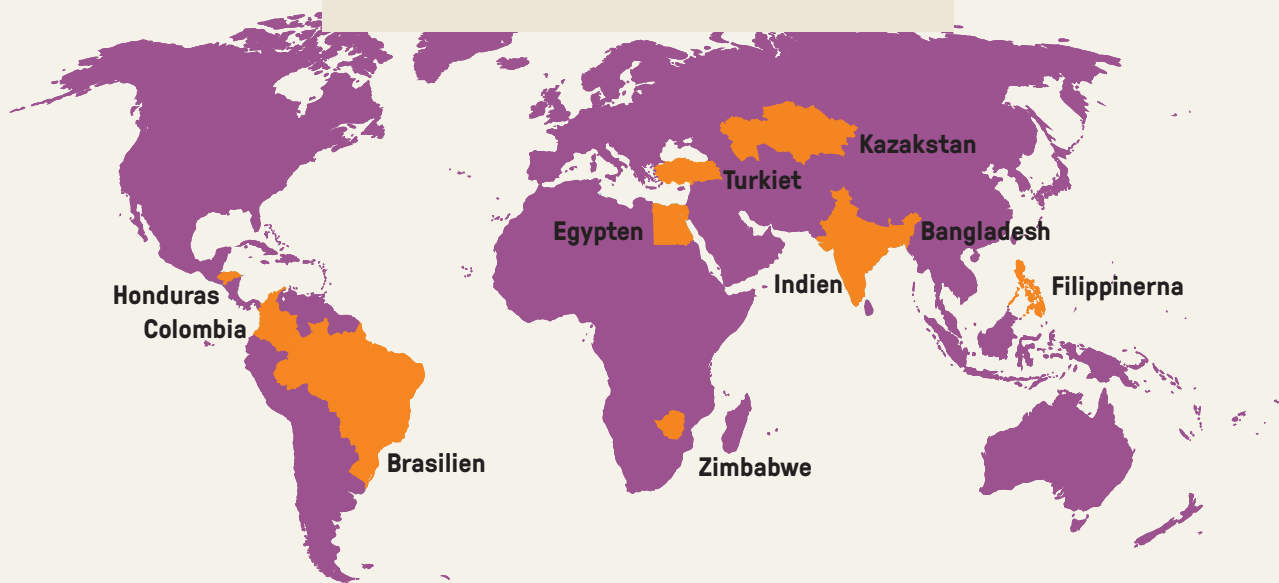 Kazakstan
Turkiet
Egypten
Bangladesh
Indien
Filippinerna
Honduras
Colombia
Brasilien
Zimbabwe